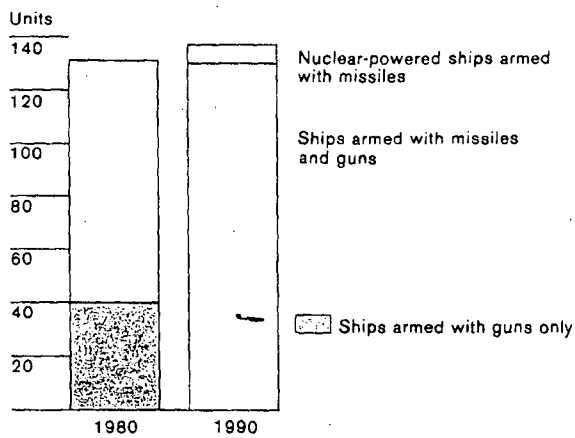 Units
140
120
100
80
60
40
20
1980
1990
Nuclear-powered ships armed
with missiles
Ships armed with missiles
and guns
Ships armed with guns only